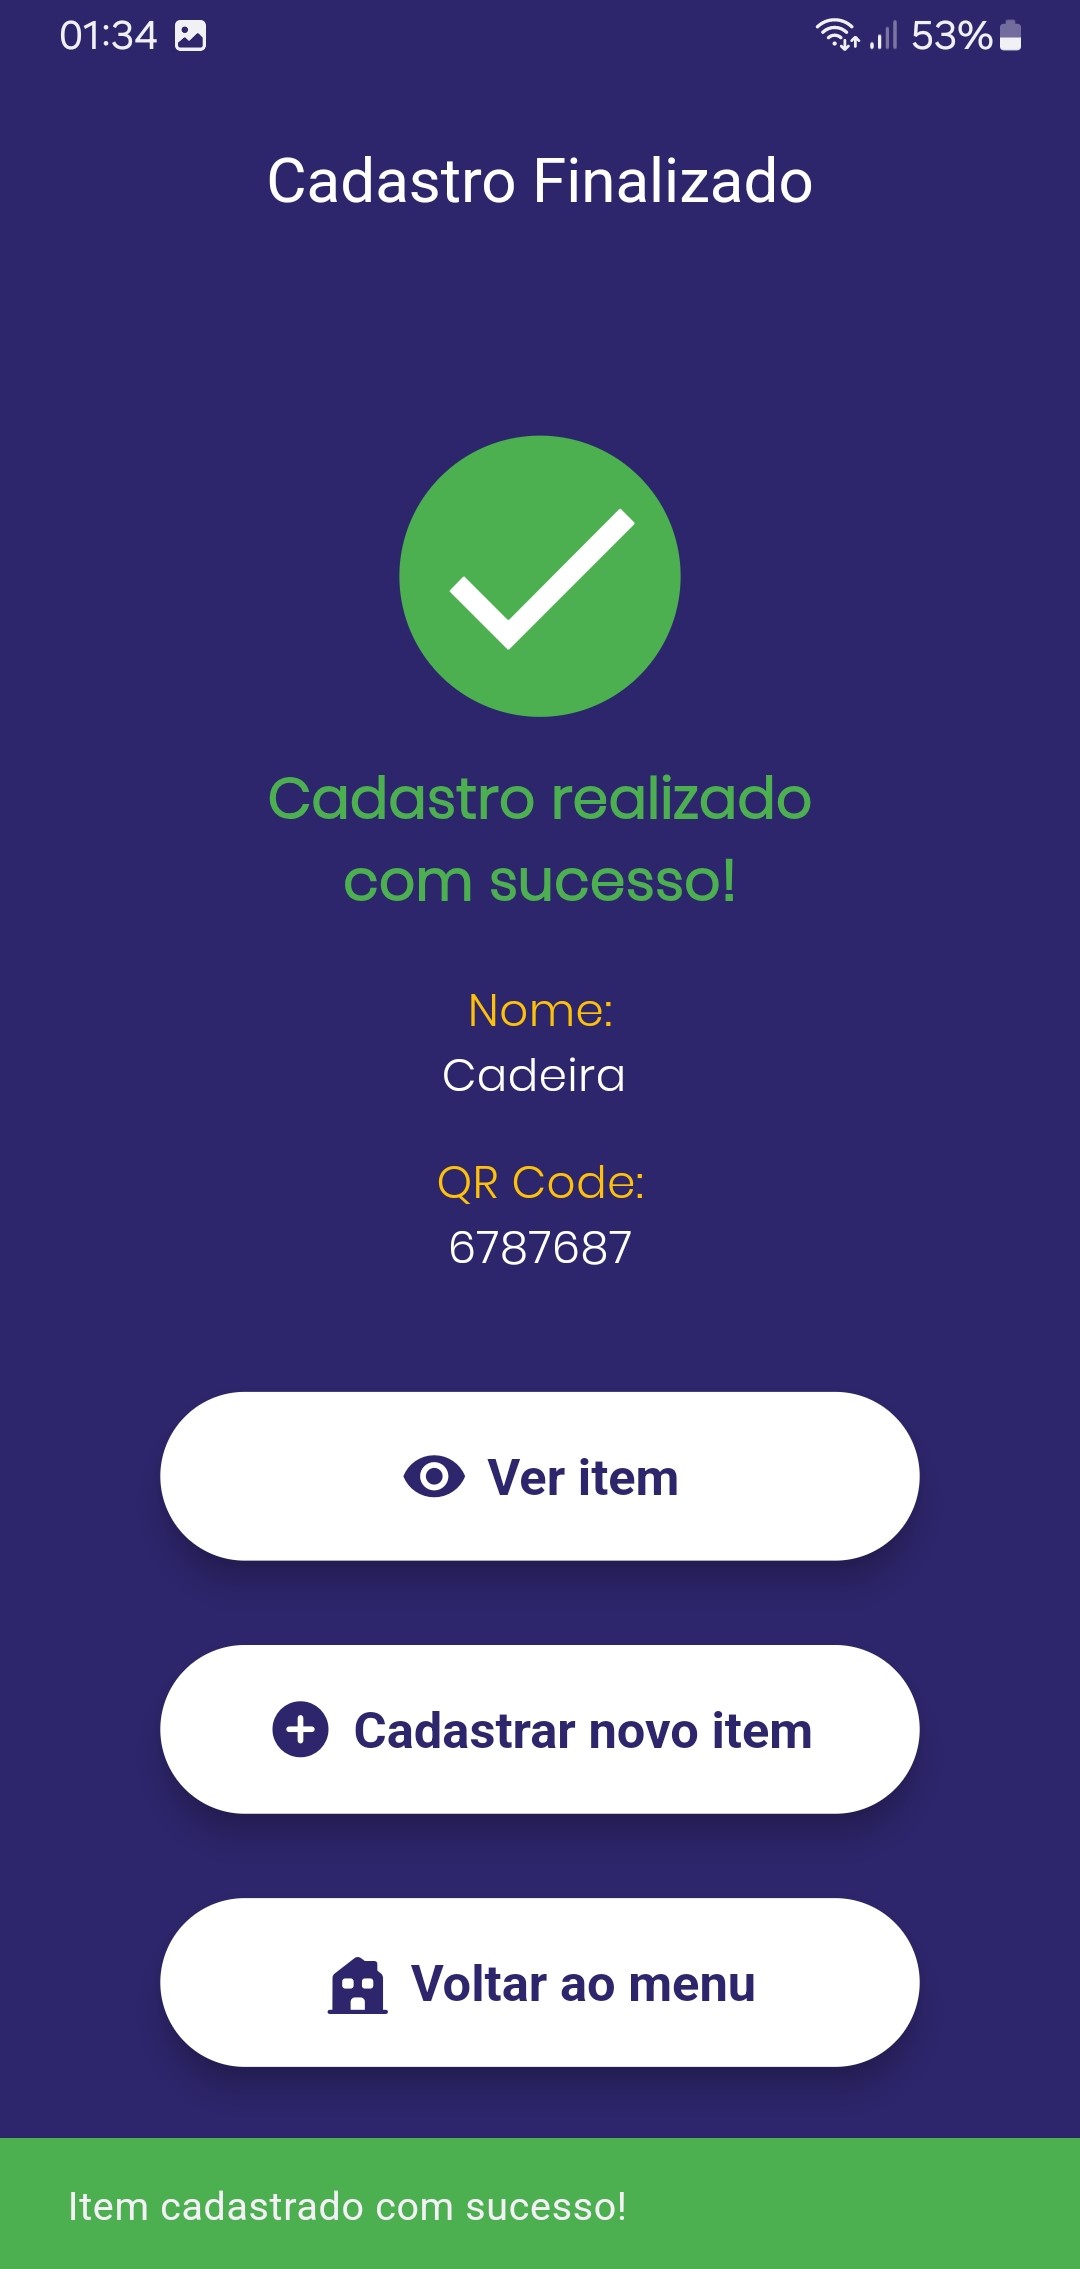 01:34
53%
Cadastro Finalizado
Cadastro realizado
com sucesso!
Nome:
Cadeira
QR Code:
6787687
Ver item
Cadastrar novo item
Voltar ao menu
Item cadastrado com sucesso!